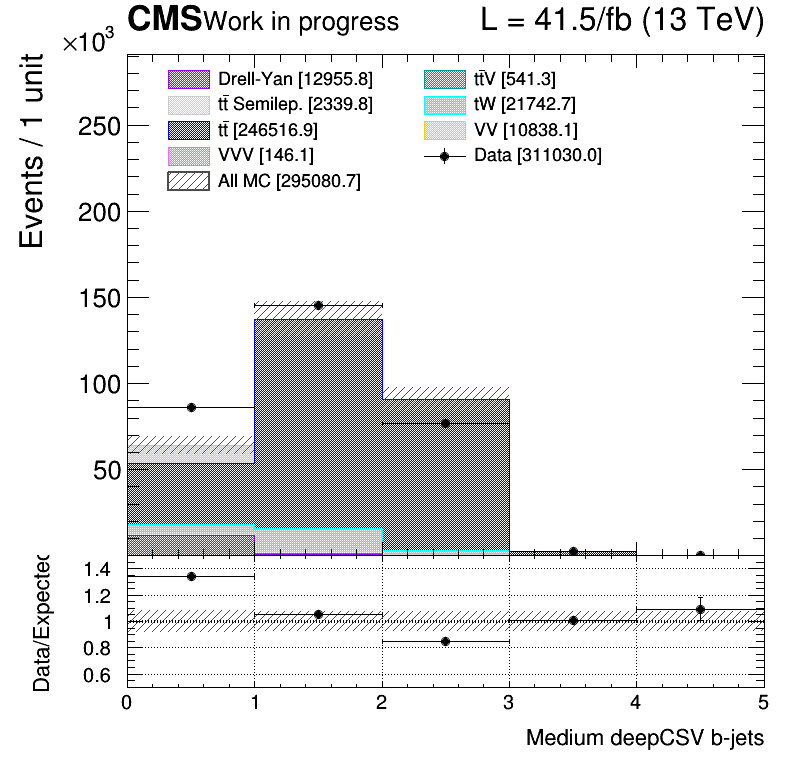 CMS Work in progress L = 41.5/fb (13 TeV)
×10³
Events / 1 unit
Drell-Yan [12955.8]
tt̄ Semilep. [2339.8]
tt̄ [246516.9]
VVV [146.1]
All MC [295080.7]
tt̄V [541.3]
tW [21742.7]
VV [10838.1]
Data [311030.0]
250
200
150
100
50
Data/Expected
1.4
1.2
1
0.8
0.6
0 1 2 3 4 5
Medium deepCSV b-jets